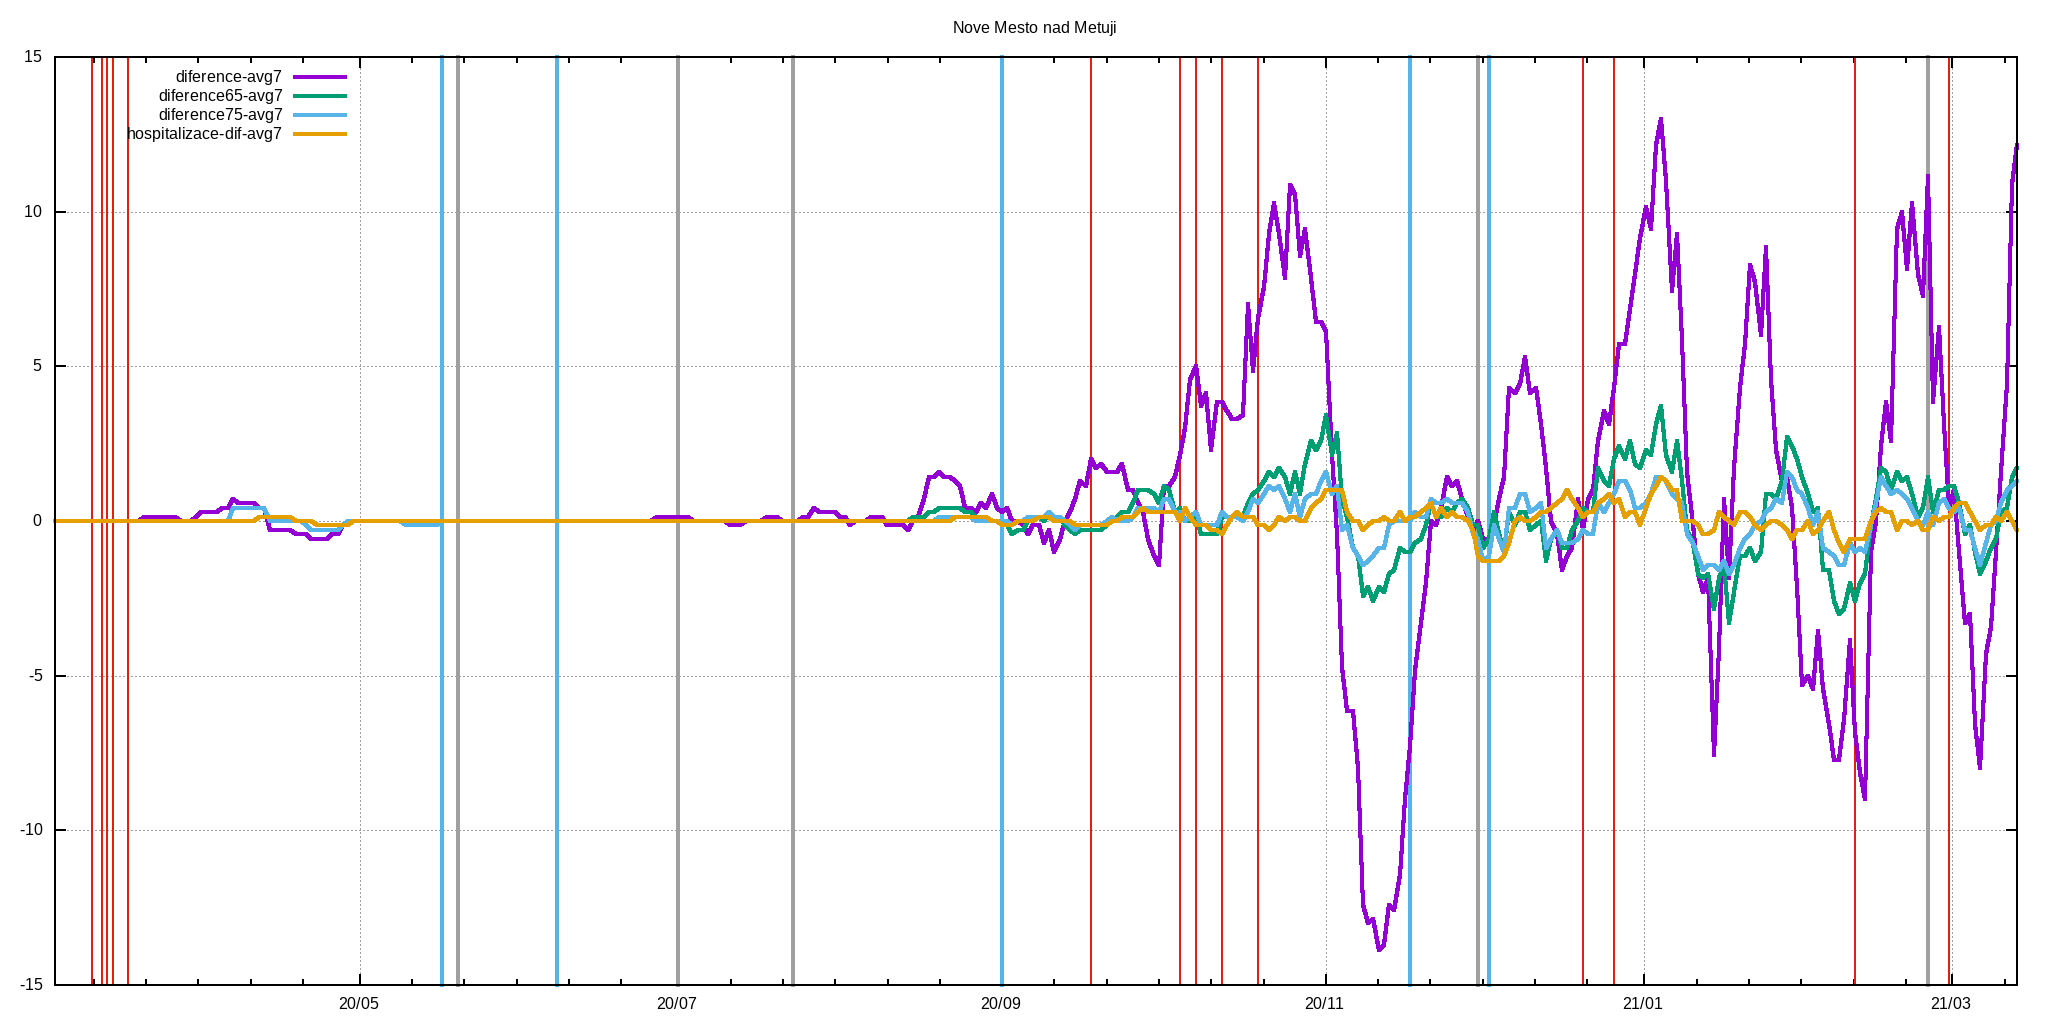 Nove Mesto nad Metuji
15
10
5
0
-5
-10
-15
diference-avg7
diference65-avg7
diference75-avg7
hospitalizace-dif-avg7
20/05
20/07
20/09
20/11
21/01
21/03